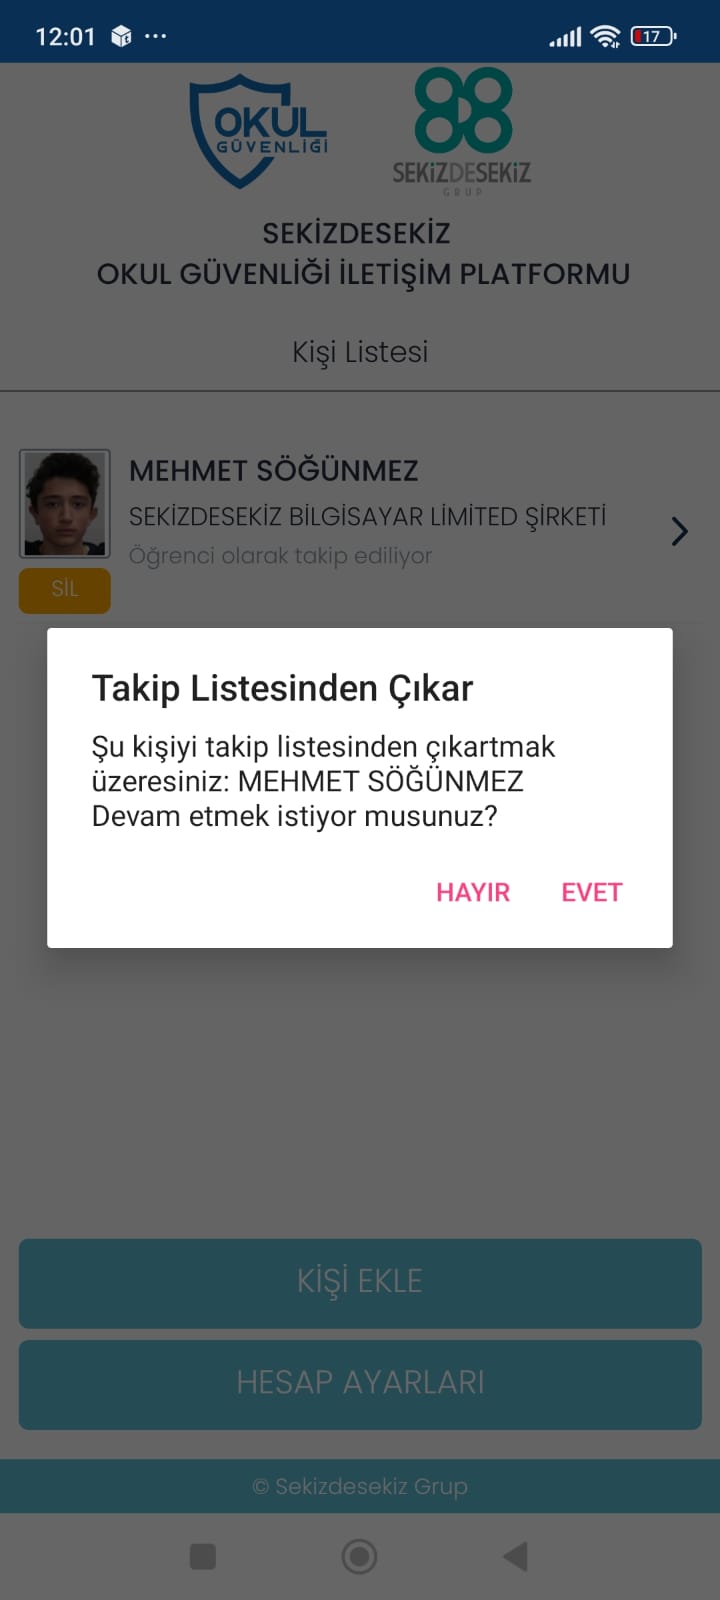 12:01
17
OKUL
GÜVENLİĞİ
88
SEKİZDESEKİZ
GRUP
SEKİZDESEKİZ
OKUL GÜVENLİĞİ İLETİŞİM PLATFORMU
Kişi Listesi
MEHMET SÖĞÜNMEZ
SEKİZDESEKİZ BİLGİSAYAR LİMİTED ŞİRKETİ
Öğrenci olarak takip ediliyor
SİL
Takip Listesinden Çıkar
Şu kişiyi takip listesinden çıkartmak
üzeresiniz: MEHMET SÖĞÜNMEZ
Devam etmek istiyor musunuz?
HAYIR EVET
KİŞİ EKLE
HESAP AYARLARI
© Sekizdesekiz Grup